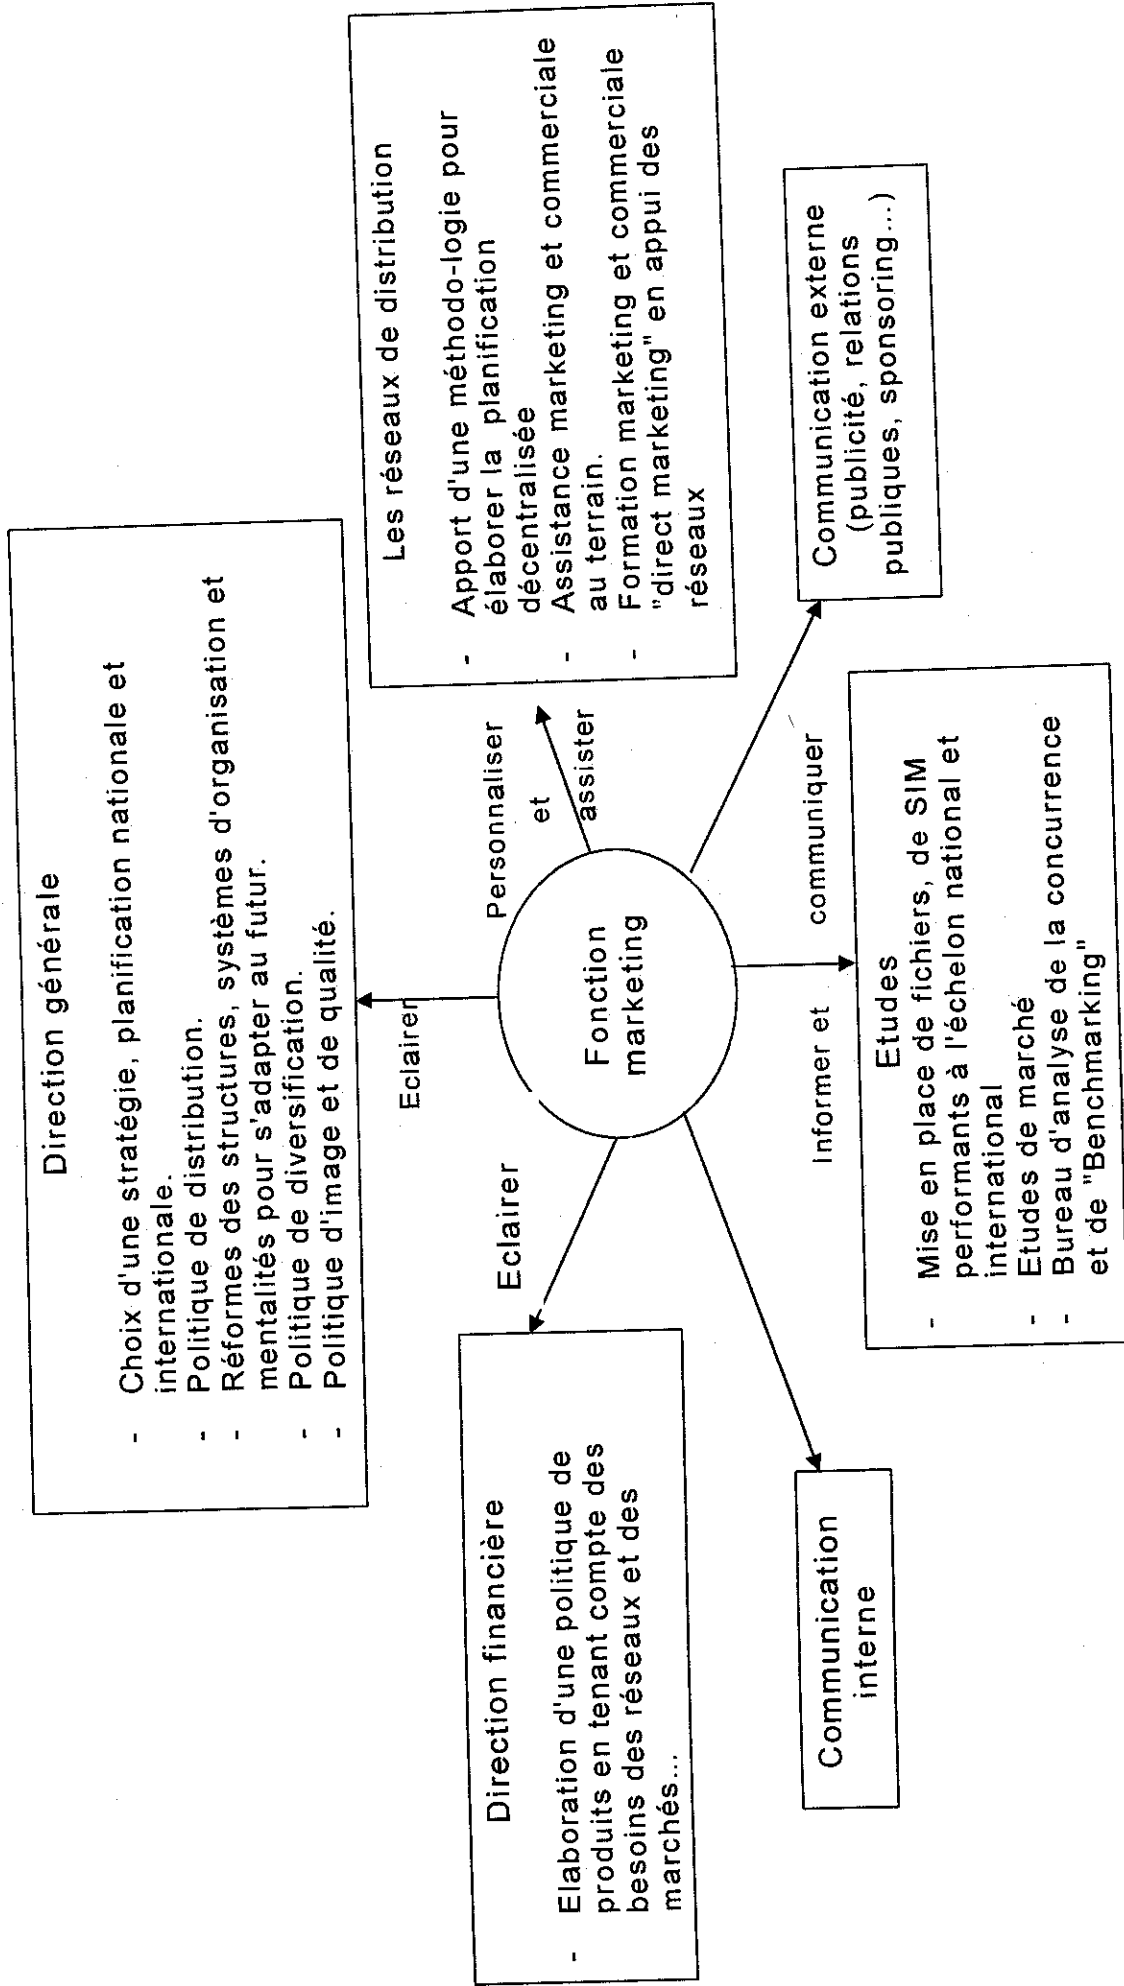 Direction générale
- Choix d'une stratégie, planification nationale et
internationale.
- Politique de distribution.
- Réformes des structures, systèmes d'organisation et
mentalités pour s'adapter au futur.
- Politique de diversification.
- Politique d'image et de qualité.
Eclairer
Direction financière
- Elaboration d'une politique de
produits en tenant compte des
besoins des réseaux et des
marchés...
Eclairer
Fonction
marketing
Personnaliser
et
assister
Les réseaux de distribution
- Apport d'une méthodo-logie pour
élaborer la planification
décentralisée
- Assistance marketing et commerciale
au terrain.
- Formation marketing et commerciale
"direct marketing" en appui des
réseaux
Informer et communiquer
Communication
interne
Etudes
- Mise en place de fichiers, de SIM
performants à l'échelon national et
international
- Etudes de marché
- Bureau d'analyse de la concurrence
et de "Benchmarking"
Communication externe
(publicité, relations
publiques, sponsoring...)